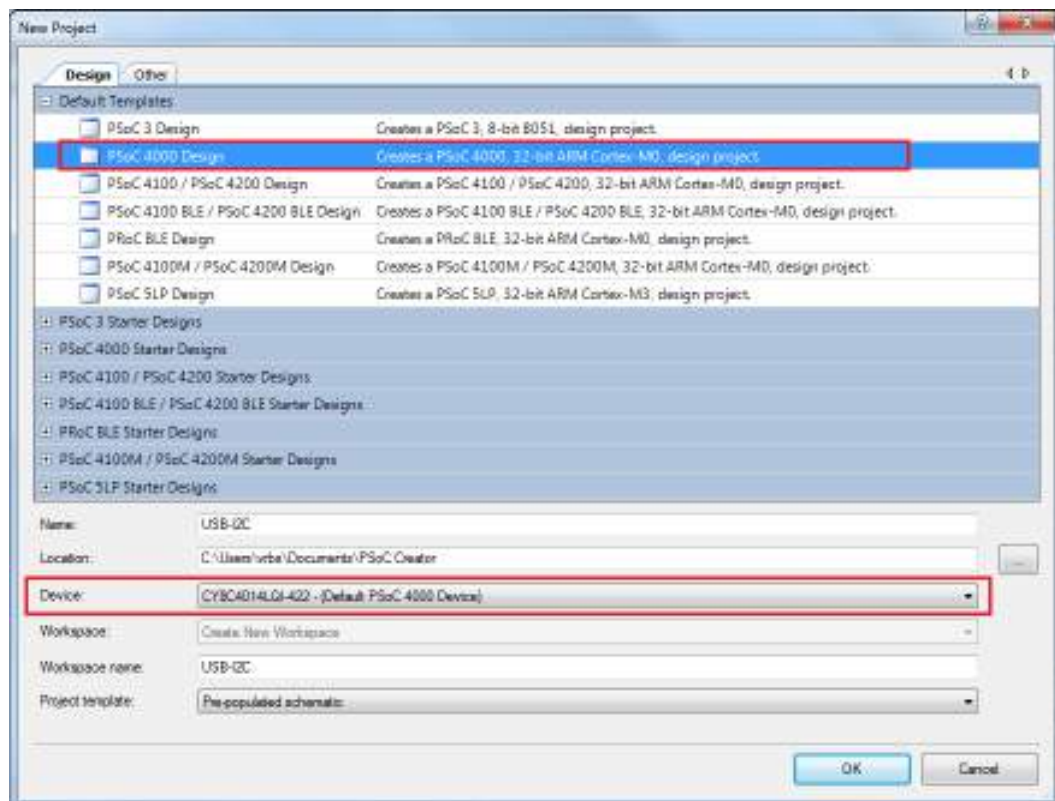 New Project
Design Other
Default Templates
PSoC 3 Design Creates a PSoC 3, 8-bit 8051, design project.
PSoC 4000 Design Creates a PSoC 4000, 32-bit ARM Cortex-M0, design project.
PSoC 4100 / PSoC 4200 Design Creates a PSoC 4100 / PSoC 4200, 32-bit ARM Cortex-M0, design project.
PSoC 4100 BLE / PSoC 4200 BLE Design Creates a PSoC 4100 BLE / PSoC 4200 BLE, 32-bit ARM Cortex-M0, design project.
PRoC BLE Design Creates a PRoC BLE, 32-bit ARM Cortex-M0, design project.
PSoC 4100M / PSoC 4200M Design Creates a PSoC 4100M / PSoC 4200M, 32-bit ARM Cortex-M0, design project.
PSoC 5LP Design Creates a PSoC 5LP, 32-bit ARM Cortex-M3, design project.
PSoC 3 Starter Designs
PSoC 4000 Starter Designs
PSoC 4100 / PSoC 4200 Starter Designs
PSoC 4100 BLE / PSoC 4200 BLE Starter Designs
PRoC BLE Starter Designs
PSoC 4100M / PSoC 4200M Starter Designs
PSoC 5LP Starter Designs
Name: USB-I2C
Location: C:\Users\vrba\Documents\PSoC Creator ...
Device: CY8C4014LQI-422 - (Default PSoC 4000 Device)
Workspace: Create New Workspace
Workspace name: USB-I2C
Project template: Pre-populated schematic
OK Cancel